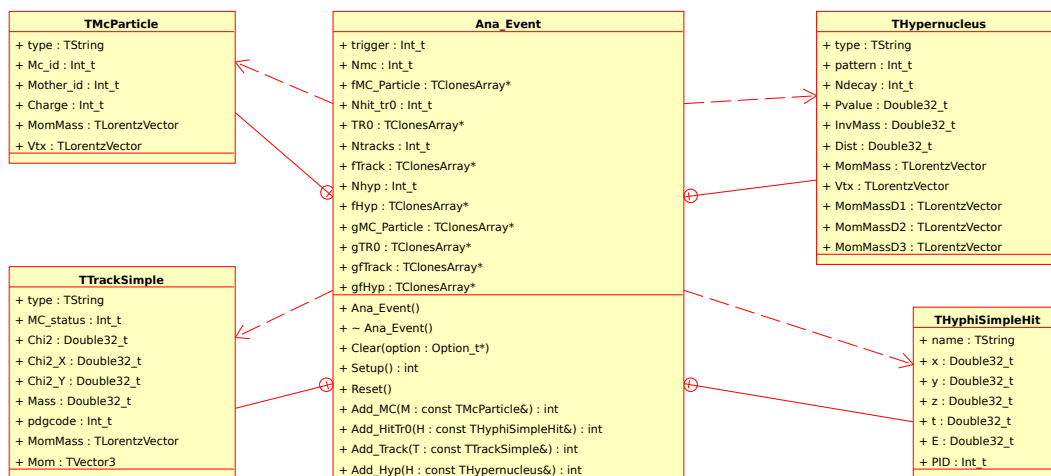 TMcParticle
+ type : TString
+ Mc_id : Int_t
+ Mother_id : Int_t
+ Charge : Int_t
+ MomMass : TLorentzVector
+ Vtx : TLorentzVector
Ana_Event
+ trigger : Int_t
+ Nmc : Int_t
+ fMC_Particle : TClonesArray*
+ Nhit_tr0 : Int_t
+ TR0 : TClonesArray*
+ Ntracks : Int_t
+ fTrack : TClonesArray*
+ Nhyp : Int_t
+ fHyp : TClonesArray*
+ gMC_Particle : TClonesArray*
+ gTR0 : TClonesArray*
+ gfTrack : TClonesArray*
+ gfHyp : TClonesArray*
+ Ana_Event()
+ ~ Ana_Event()
+ Clear(option : Option_t*)
+ Setup() : int
+ Reset()
+ Add_MC(M : const TMcParticle&) : int
+ Add_HitTr0(H : const THyphiSimpleHit&) : int
+ Add_Track(T : const TTrackSimple&) : int
+ Add_Hyp(H : const THypernucleus&) : int
THypernucleus
+ type : TString
+ pattern : Int_t
+ Ndecay : Int_t
+ Pvalue : Double32_t
+ InvMass : Double32_t
+ Dist : Double32_t
+ MomMass : TLorentzVector
+ Vtx : TLorentzVector
+ MomMassD1 : TLorentzVector
+ MomMassD2 : TLorentzVector
+ MomMassD3 : TLorentzVector
TTrackSimple
+ type : TString
+ MC_status : Int_t
+ Chi2 : Double32_t
+ Chi2_X : Double32_t
+ Chi2_Y : Double32_t
+ Mass : Double32_t
+ pdgcode : Int_t
+ MomMass : TLorentzVector
+ Mom : TVector3
THyphiSimpleHit
+ name : TString
+ x : Double32_t
+ y : Double32_t
+ z : Double32_t
+ t : Double32_t
+ E : Double32_t
+ PID : Int_t